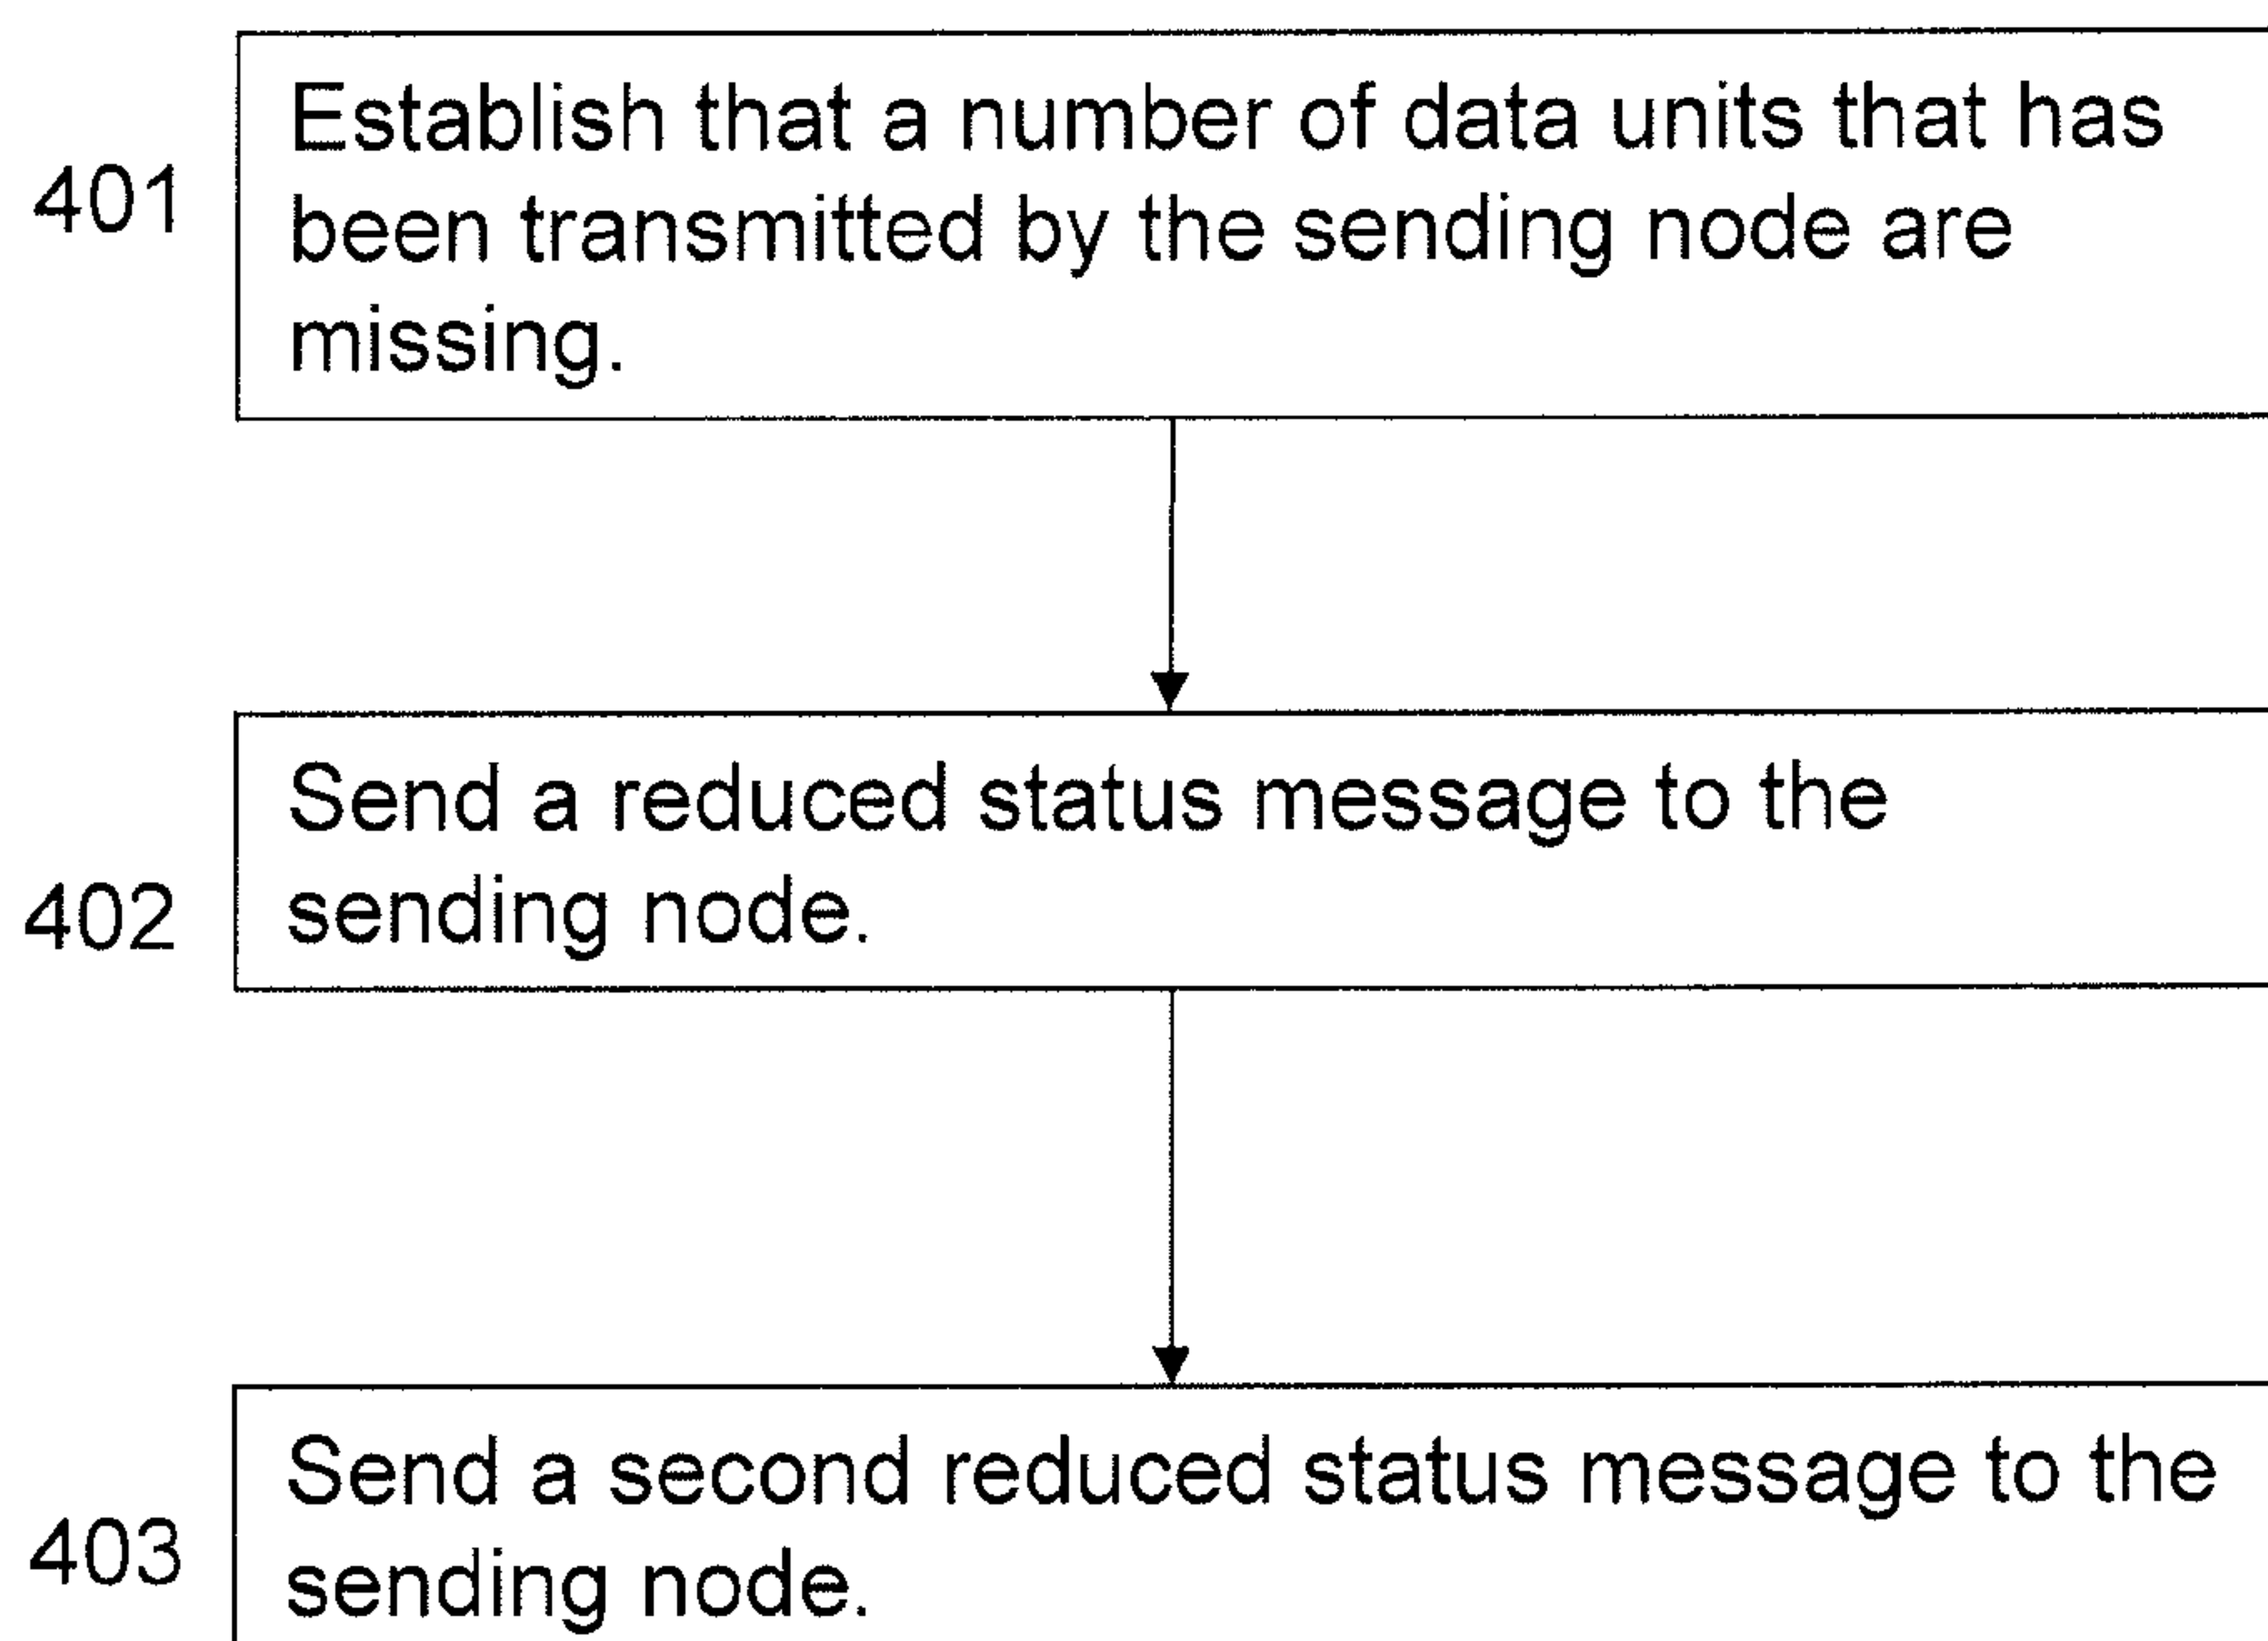 401
Establish that a number of data units that has
been transmitted by the sending node are
missing.
402
Send a reduced status message to the
sending node.
403
Send a second reduced status message to the
sending node.